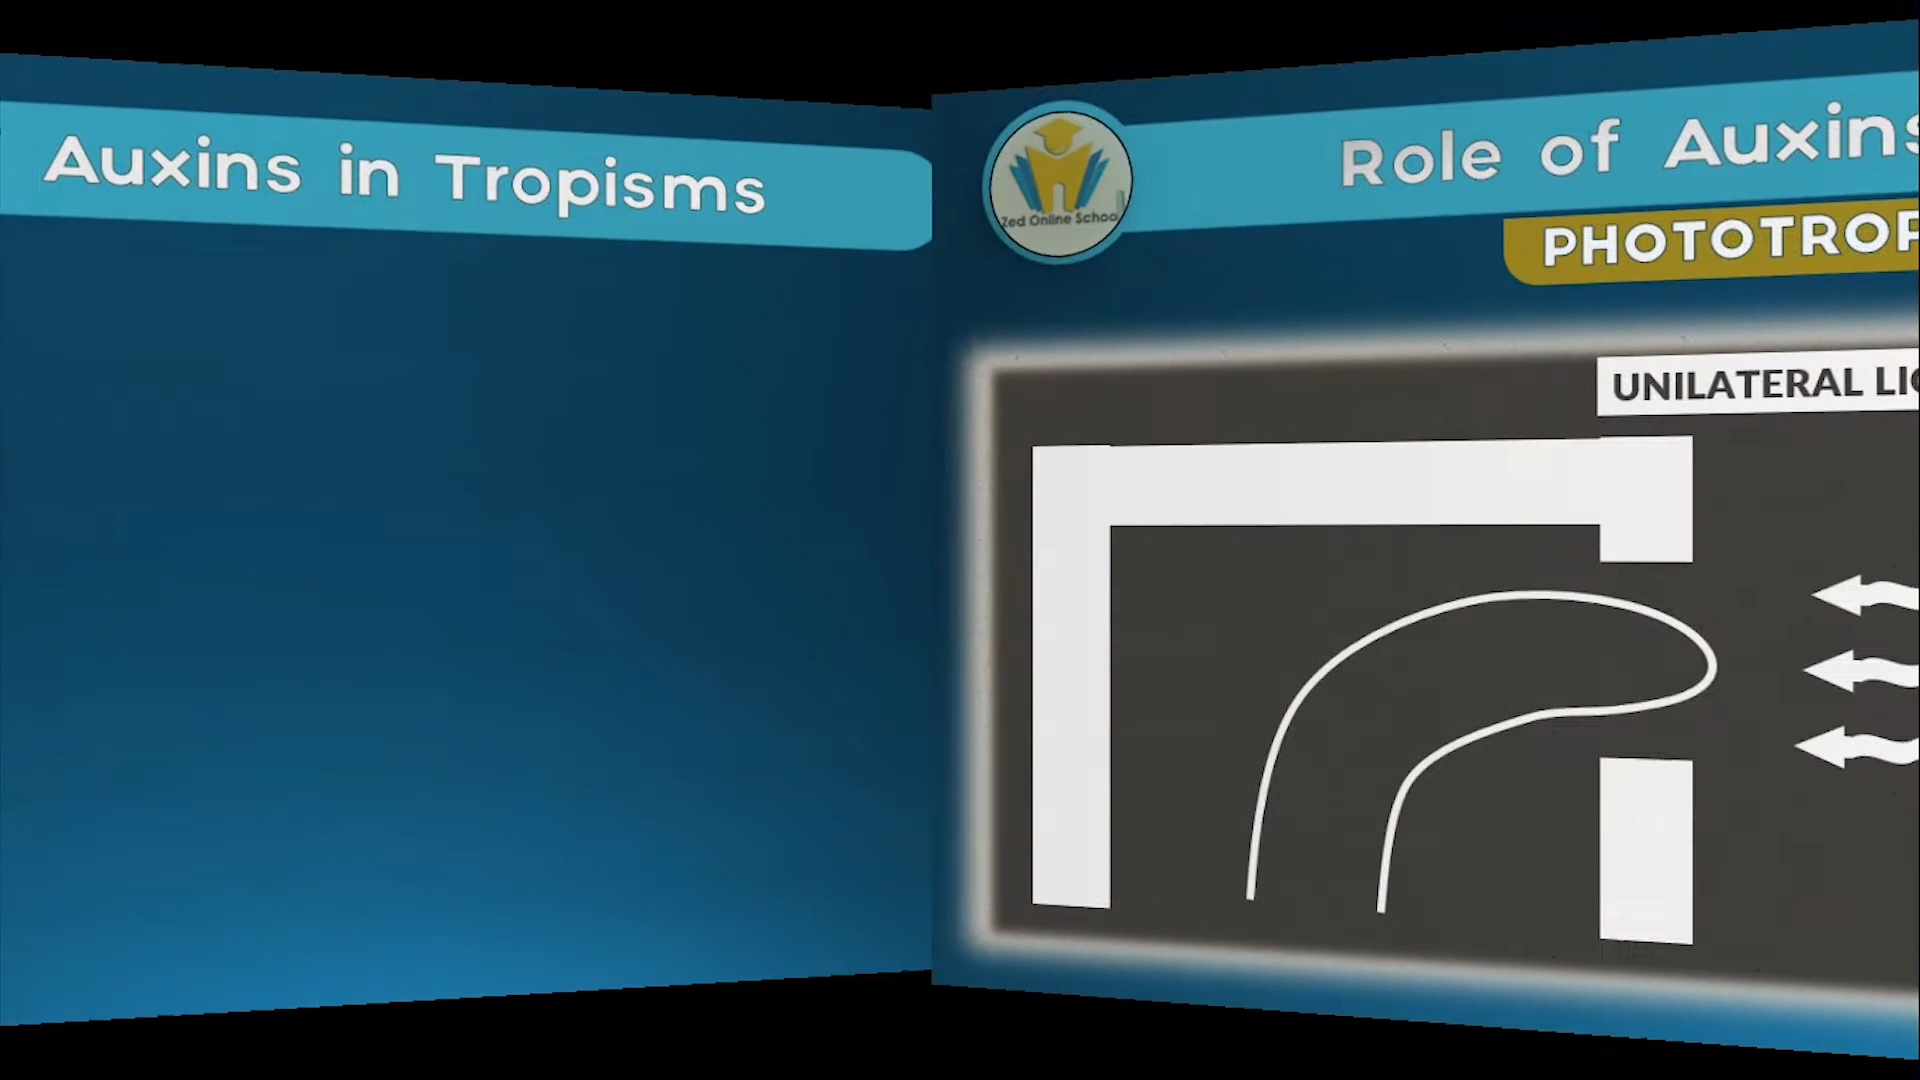 Auxins in Tropisms
Zed Online School
Role of Auxins
PHOTOTROP
UNILATERAL LI